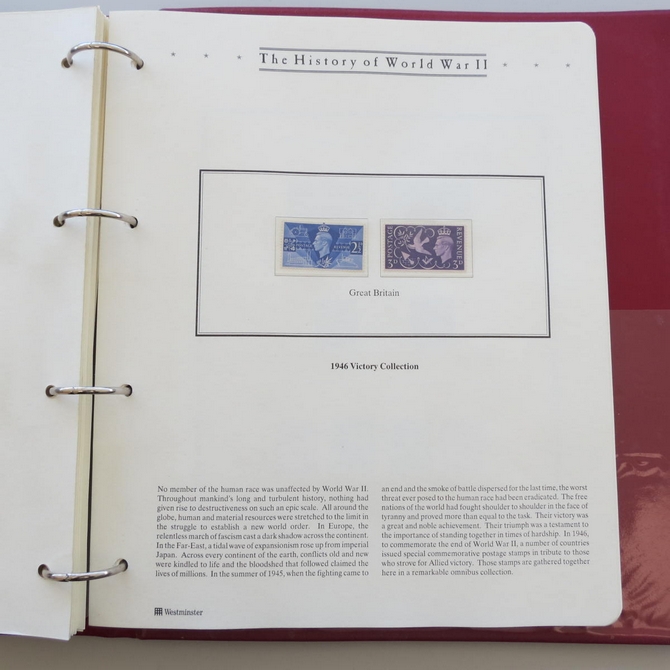 The History of World War II
2½
POSTAGE
REVENUE
3D
3D
Great Britain
1946 Victory Collection
No member of the human race was unaffected by World War II.
Throughout mankind's long and turbulent history, nothing had
given rise to destructiveness on such an epic scale. All around the
globe, human and material resources were stretched to the limit in
the struggle to establish a new world order. In Europe, the
relentless march of fascism cast a dark shadow across the continent.
In the Far-East, a tidal wave of expansionism rose up from imperial
Japan. Across every continent of the earth, conflicts old and new
were kindled to life and the bloodshed that followed claimed the
lives of millions. In the summer of 1945, when the fighting came to
an end and the smoke of battle dispersed for the last time, the worst
threat ever posed to the human race had been eradicated. The free
nations of the world had fought shoulder to shoulder in the face of
tyranny and proved more than equal to the task. Their victory was
a great and noble achievement. Their triumph was a testament to
the importance of standing together in times of hardship. In 1946,
to commemorate the end of World War II, a number of countries
issued special commemorative postage stamps in tribute to those
who strove for Allied victory. Those stamps are gathered together
here in a remarkable omnibus collection.
Westminster